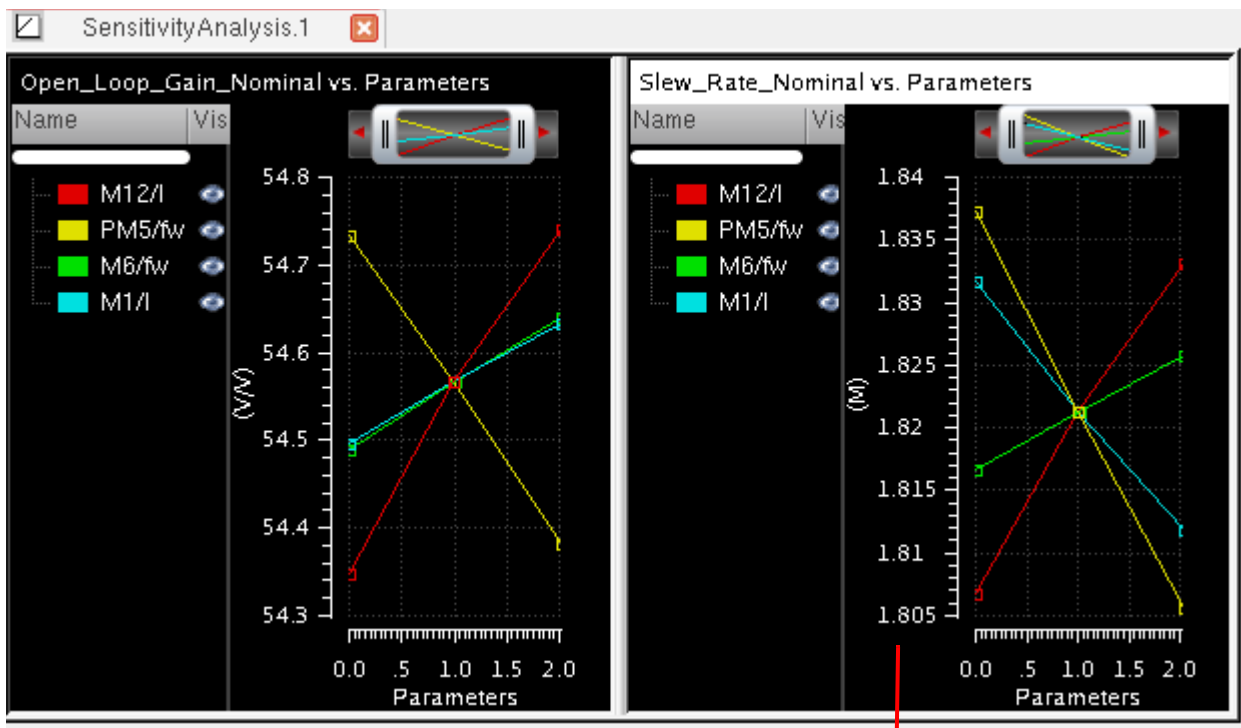 SensitivityAnalysis.1
Open_Loop_Gain_Nominal vs. Parameters
Name Vis
M12/l
PM5/fw
M6/fw
M1/l
54.8
54.7
54.6
54.5
54.4
54.3
(V/V)
0.0 .5 1.0 1.5 2.0
Parameters
Slew_Rate_Nominal vs. Parameters
Name Vis
M12/l
PM5/fw
M6/fw
M1/l
1.84
1.835
1.83
1.825
1.82
1.815
1.81
1.805
(M)
0.0 .5 1.0 1.5 2.0
Parameters